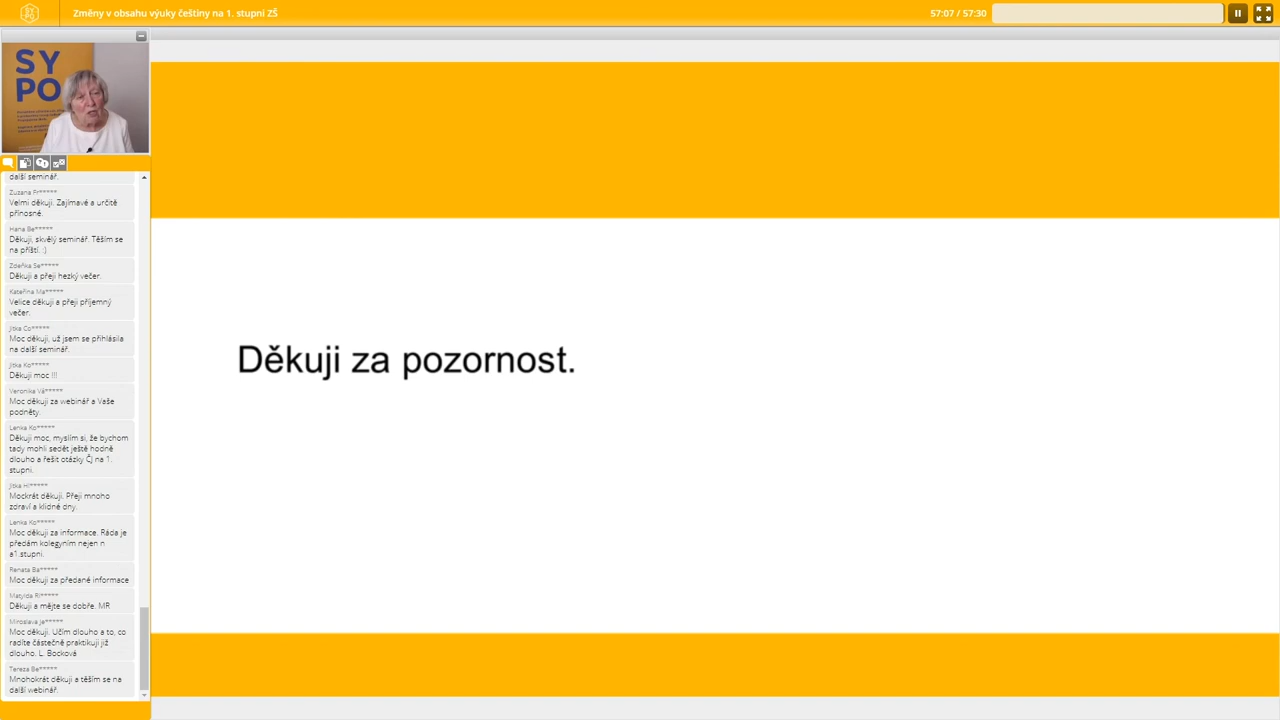 Změny v obsahu výuky češtiny na 1. stupni ZŠ
57:07 / 57:30
SY
PO
další seminář.
Zuzana Fr*****
Velmi děkuji. Zajímavé a určitě
přínosné.
Hana Be*****
Děkuji, skvělý seminář. Těším se
na příští. :)
Zdeňka Se*****
Děkuji a přeji hezký večer.
Kateřina Ma*****
Velice děkuji a přeji příjemný
večer.
Jitka Co*****
Moc děkuji, už jsem se přihlásila
na další seminář.
Jitka Ko*****
Děkuji moc !!!
Veronika Vá*****
Moc děkuji za webinář a Vaše
podněty.
Lenka Ko*****
Děkuji moc, myslím si, že bychom
tady mohli sedět ještě hodně
dlouho a řešit otázky Čj na 1.
stupni.
Jitka Hl*****
Mockrát děkuji. Přeji mnoho
zdraví a klidné dny.
Lenka Ko*****
Moc děkuji za informace. Ráda je
předám kolegyním nejen n
a1.stupni.
Renata Ba*****
Moc děkuji za předané informace
Matylda Ri*****
Děkuji a mějte se dobře. MR
Miroslava Je*****
Moc děkuji. Učím dlouho a to, co
radíte částečně praktikuji již
dlouho. L. Bocková
Tereza Be*****
Mnohokrát děkuji a těším se na
další webinář.
Děkuji za pozornost.